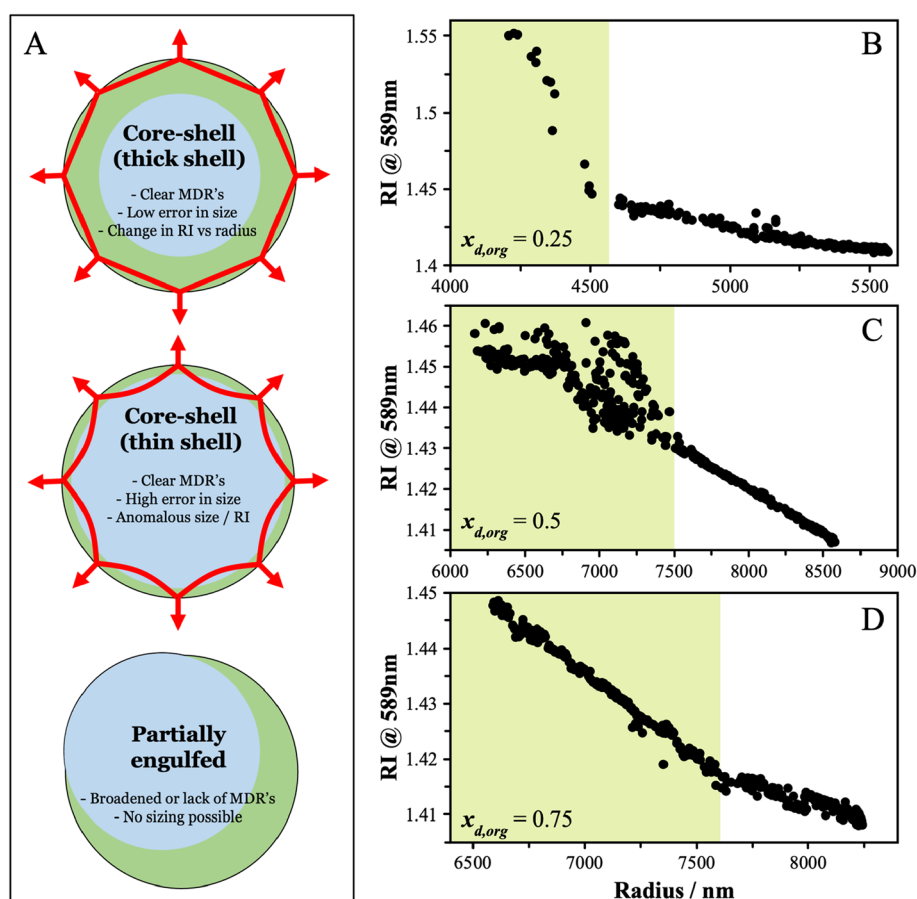 A
Core-shell
(thick shell)
- Clear MDR's
- Low error in size
- Change in RI vs radius
Core-shell
(thin shell)
- Clear MDR's
- High error in size
- Anomalous size / RI
Partially
engulfed
- Broadened or lack of MDR's
- No sizing possible
B
RI @ 589nm
1.55
1.5
1.45
1.4
x_d,org = 0.25
4000 4500 5000 5500
C
RI @ 589nm
1.46
1.45
1.44
1.43
1.42
1.41
x_d,org = 0.5
6000 6500 7000 7500 8000 8500 9000
D
RI @ 589nm
1.45
1.44
1.43
1.42
1.41
x_d,org = 0.75
6500 7000 7500 8000
Radius / nm